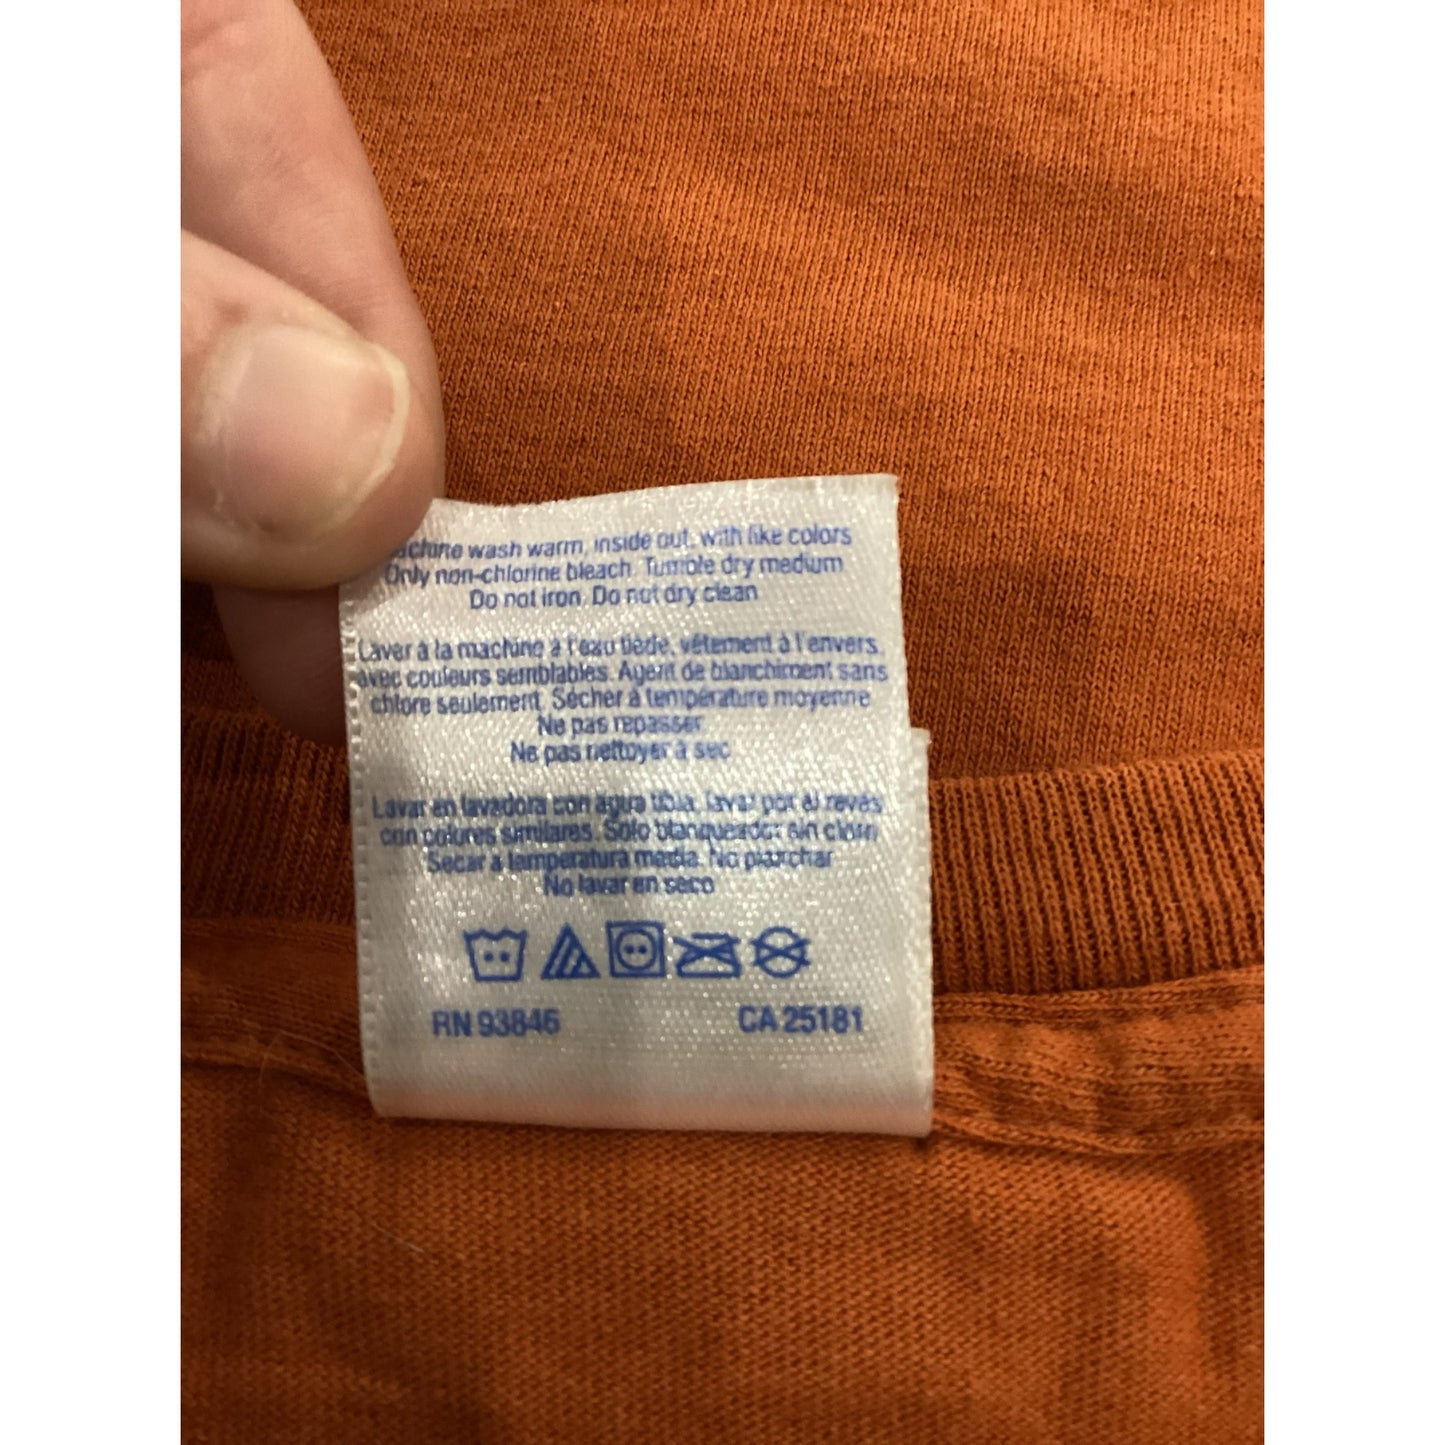 achine wash warm, inside out, with like colors
Only non-chlorine bleach. Tumble dry medium
Do not iron. Do not dry clean
Laver à la machine à l'eau tiède, vêtement à l'envers,
avec couleurs semblables. Agent de blanchiment sans
chlore seulement. Sécher à température moyenne
Ne pas repasser
Ne pas nettoyer à sec
Lavar en lavadora con agua tibia, lavar por al revés
con colores similares. Solo blanqueador sin cloro
Secar a temperatura media. No planchar
No lavar en seco
RN 93846 CA 25181